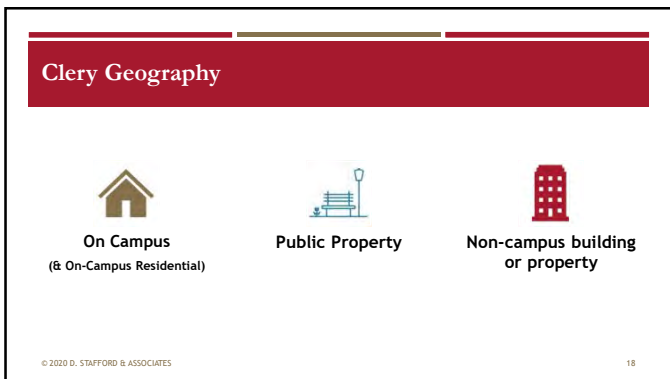 Clery Geography
On Campus
(& On-Campus Residential)
Public Property
Non-campus building
or property
© 2020 D. STAFFORD & ASSOCIATES
18